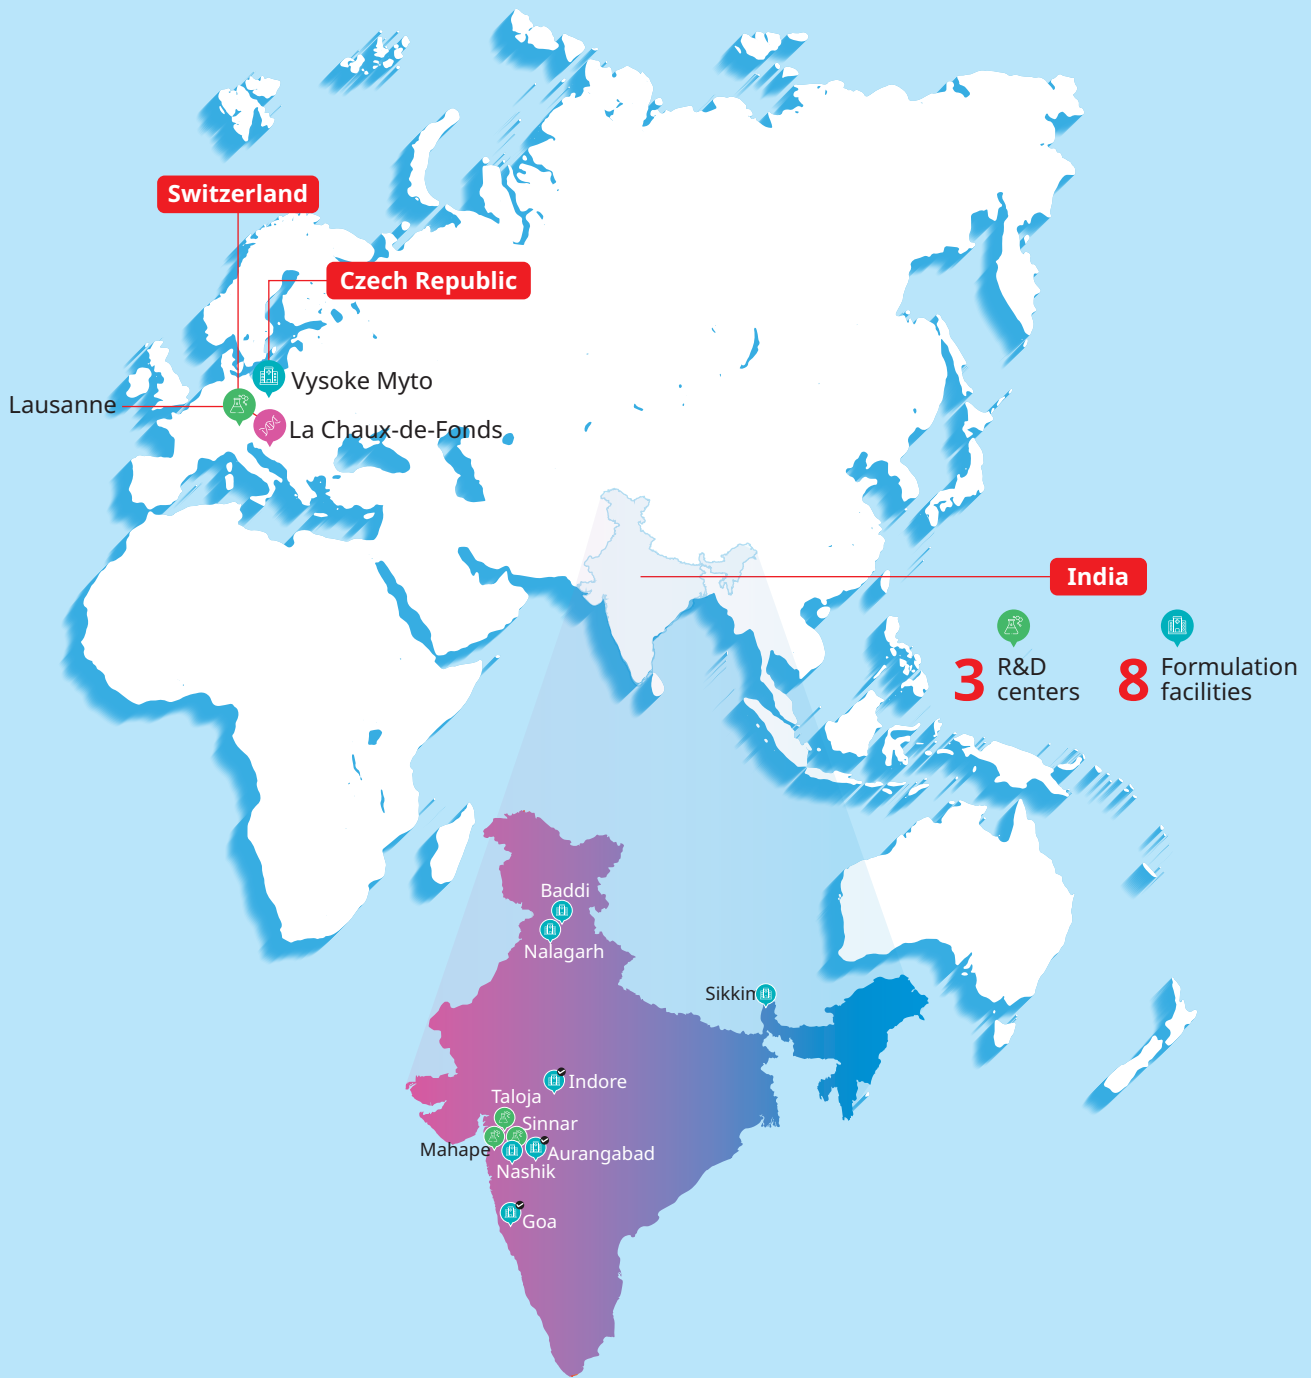 Switzerland
Czech Republic
Vysoke Myto
Lausanne
La Chaux-de-Fonds
India
3 R&D centers
8 Formulation facilities
Baddi
Nalagarh
Sikkim
Indore
Taloja
Sinnar
Mahape
Aurangabad
Nashik
Goa